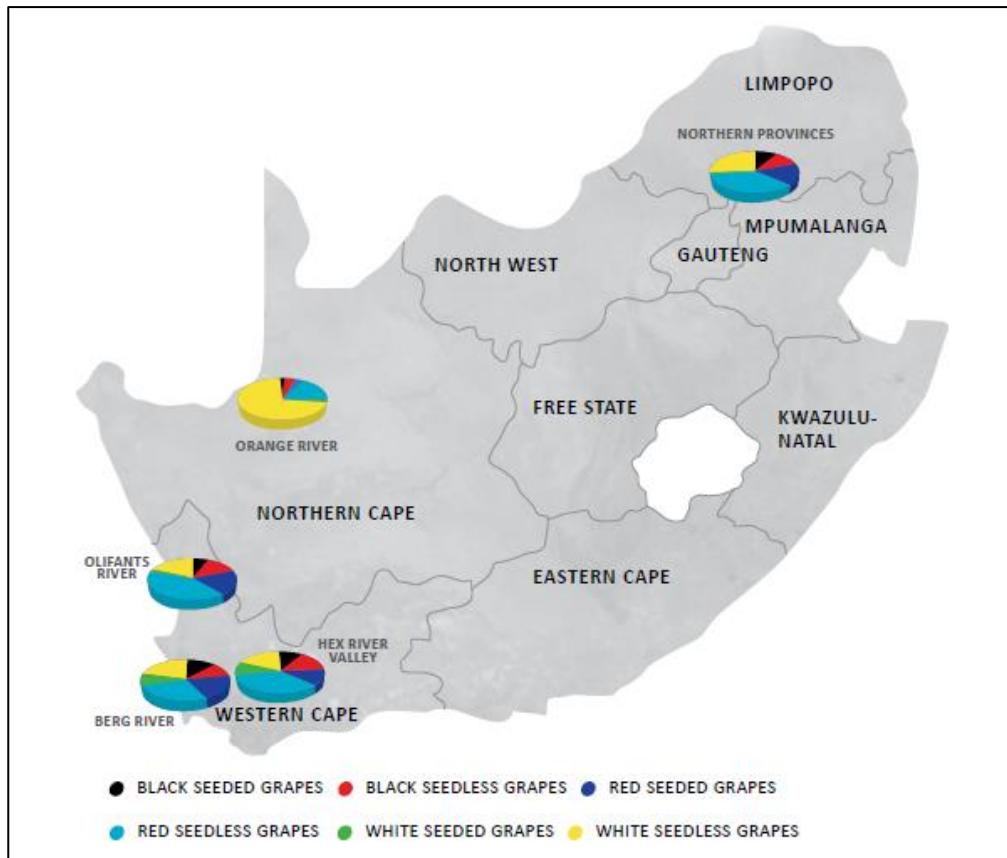 LIMPOPO
NORTHERN PROVINCES
MPUMALANGA
GAUTENG
NORTH WEST
FREE STATE
KWAZULU-
NATAL
ORANGE RIVER
NORTHERN CAPE
OLIFANTS
RIVER
EASTERN CAPE
HEX RIVER
VALLEY
BERG RIVER
WESTERN CAPE
BLACK SEEDED GRAPES
BLACK SEEDLESS GRAPES
RED SEEDED GRAPES
RED SEEDLESS GRAPES
WHITE SEEDED GRAPES
WHITE SEEDLESS GRAPES